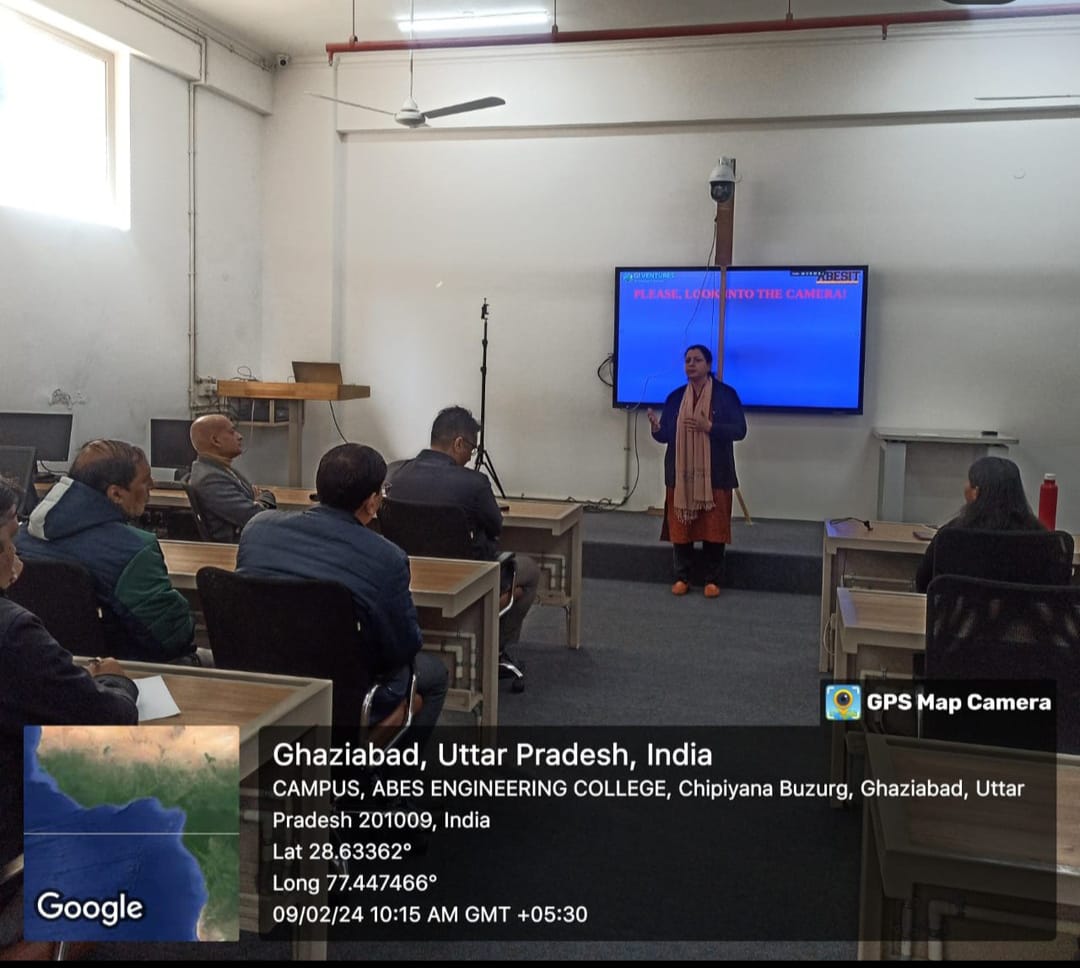 ABESIT
PLEASE, LOOK INTO THE CAMERA!
GPS Map Camera
Ghaziabad, Uttar Pradesh, India
CAMPUS, ABES ENGINEERING COLLEGE, Chipiyana Buzurg, Ghaziabad, Uttar
Pradesh 201009, India
Lat 28.63362°
Long 77.447466°
09/02/24 10:15 AM GMT +05:30
Google